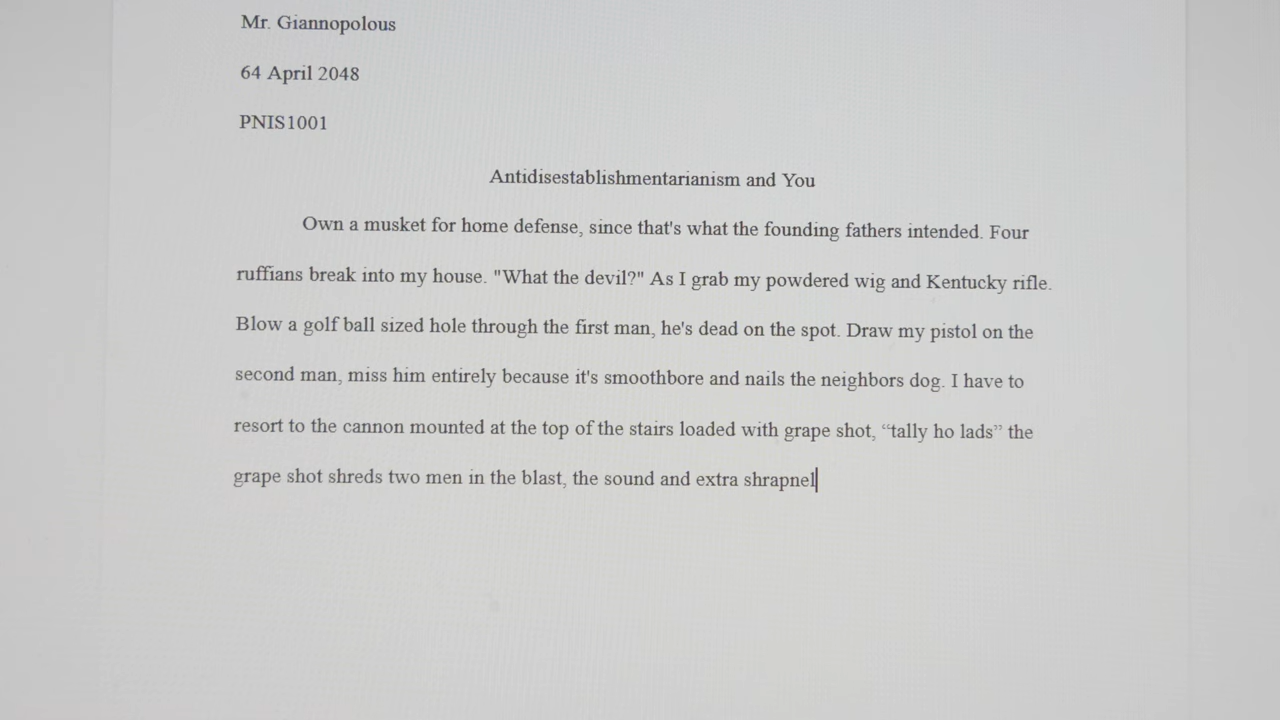 Mr. Giannopolous
64 April 2048
PNIS1001
Antidisestablishmentarianism and You
Own a musket for home defense, since that's what the founding fathers intended. Four
ruffians break into my house. "What the devil?" As I grab my powdered wig and Kentucky rifle.
Blow a golf ball sized hole through the first man, he's dead on the spot. Draw my pistol on the
second man, miss him entirely because it's smoothbore and nails the neighbors dog. I have to
resort to the cannon mounted at the top of the stairs loaded with grape shot, “tally ho lads” the
grape shot shreds two men in the blast, the sound and extra shrapnel